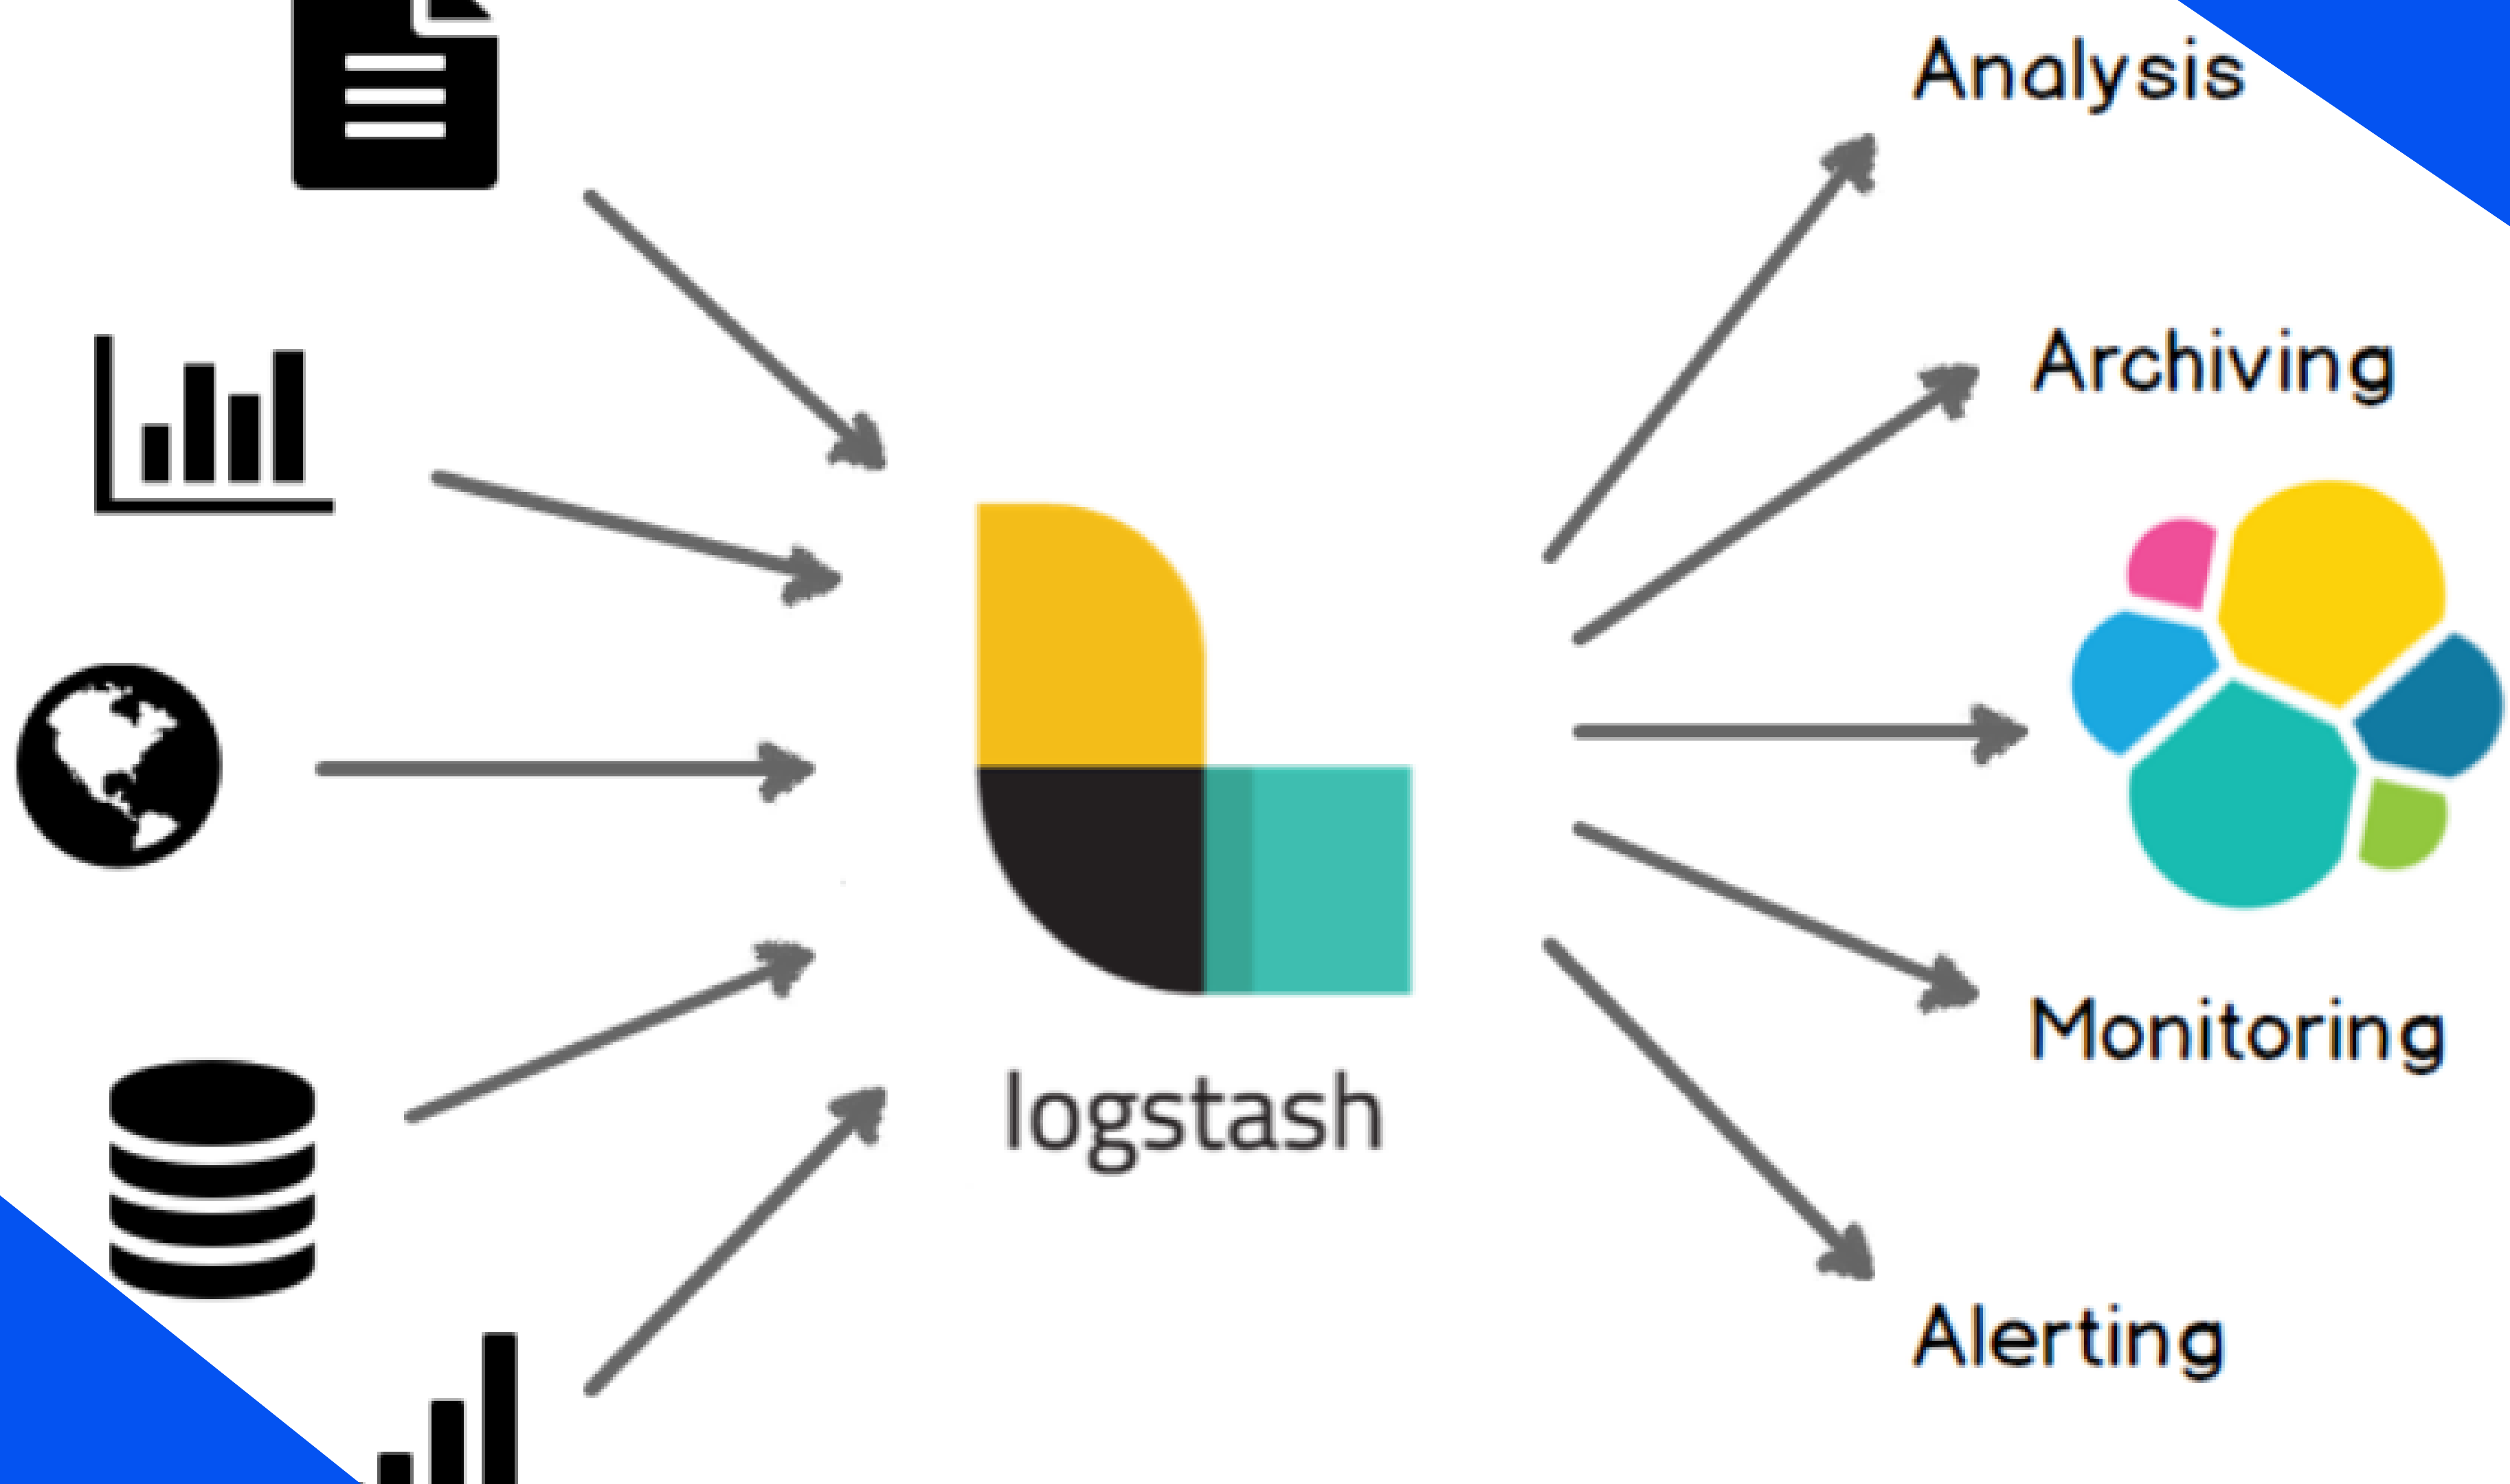 Analysis
Archiving
logstash
Monitoring
Alerting